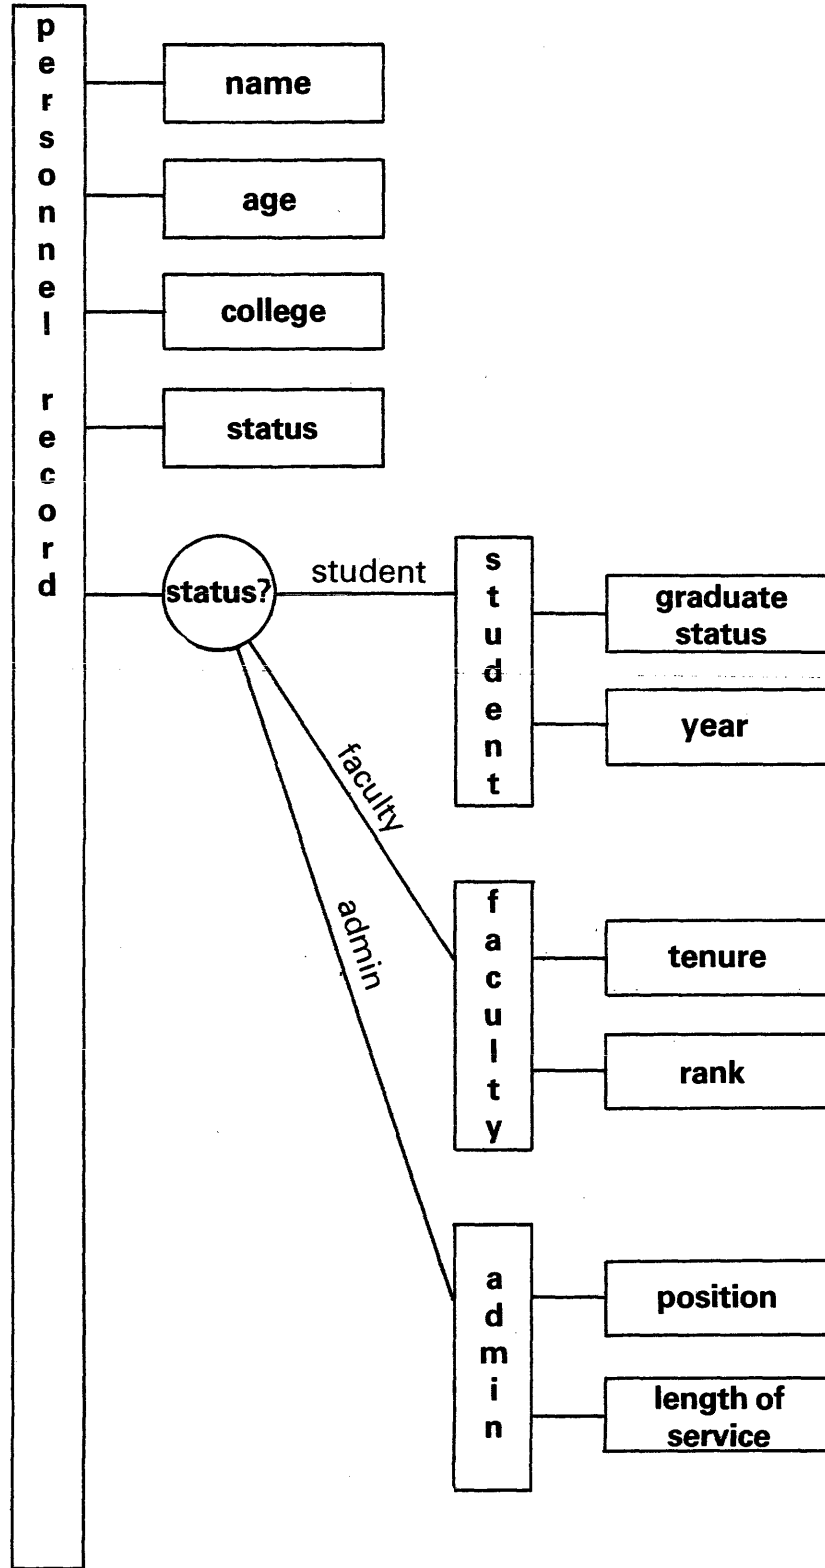 personnel record
name
age
college
status
status?
student
student
graduate
status
year
faculty
faculty
tenure
rank
admin
admin
position
length of
service